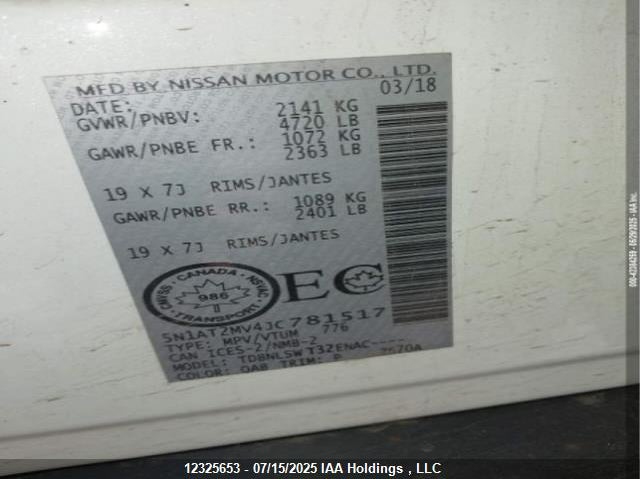 MFD BY NISSAN MOTOR CO., LTD.
DATE: 03/18
GVWR/PNBV: 2141 KG
4720 LB
GAWR/PNBE FR.: 1072 KG
2363 LB
19 X 7J RIMS/JANTES
GAWR/PNBE RR.: 1089 KG
2401 LB
19 X 7J RIMS/JANTES
CANADA
986
TRANSPORT
EC
5N1AT2MV4JC781517
TYPE: MPV/VTUM 776
CAN ICES-2/NMB-2
MODEL: TDBNLSWT32ENAC----
COLOR: QAB TRIM: P
12325653 - 07/15/2025 IAA Holdings , LLC